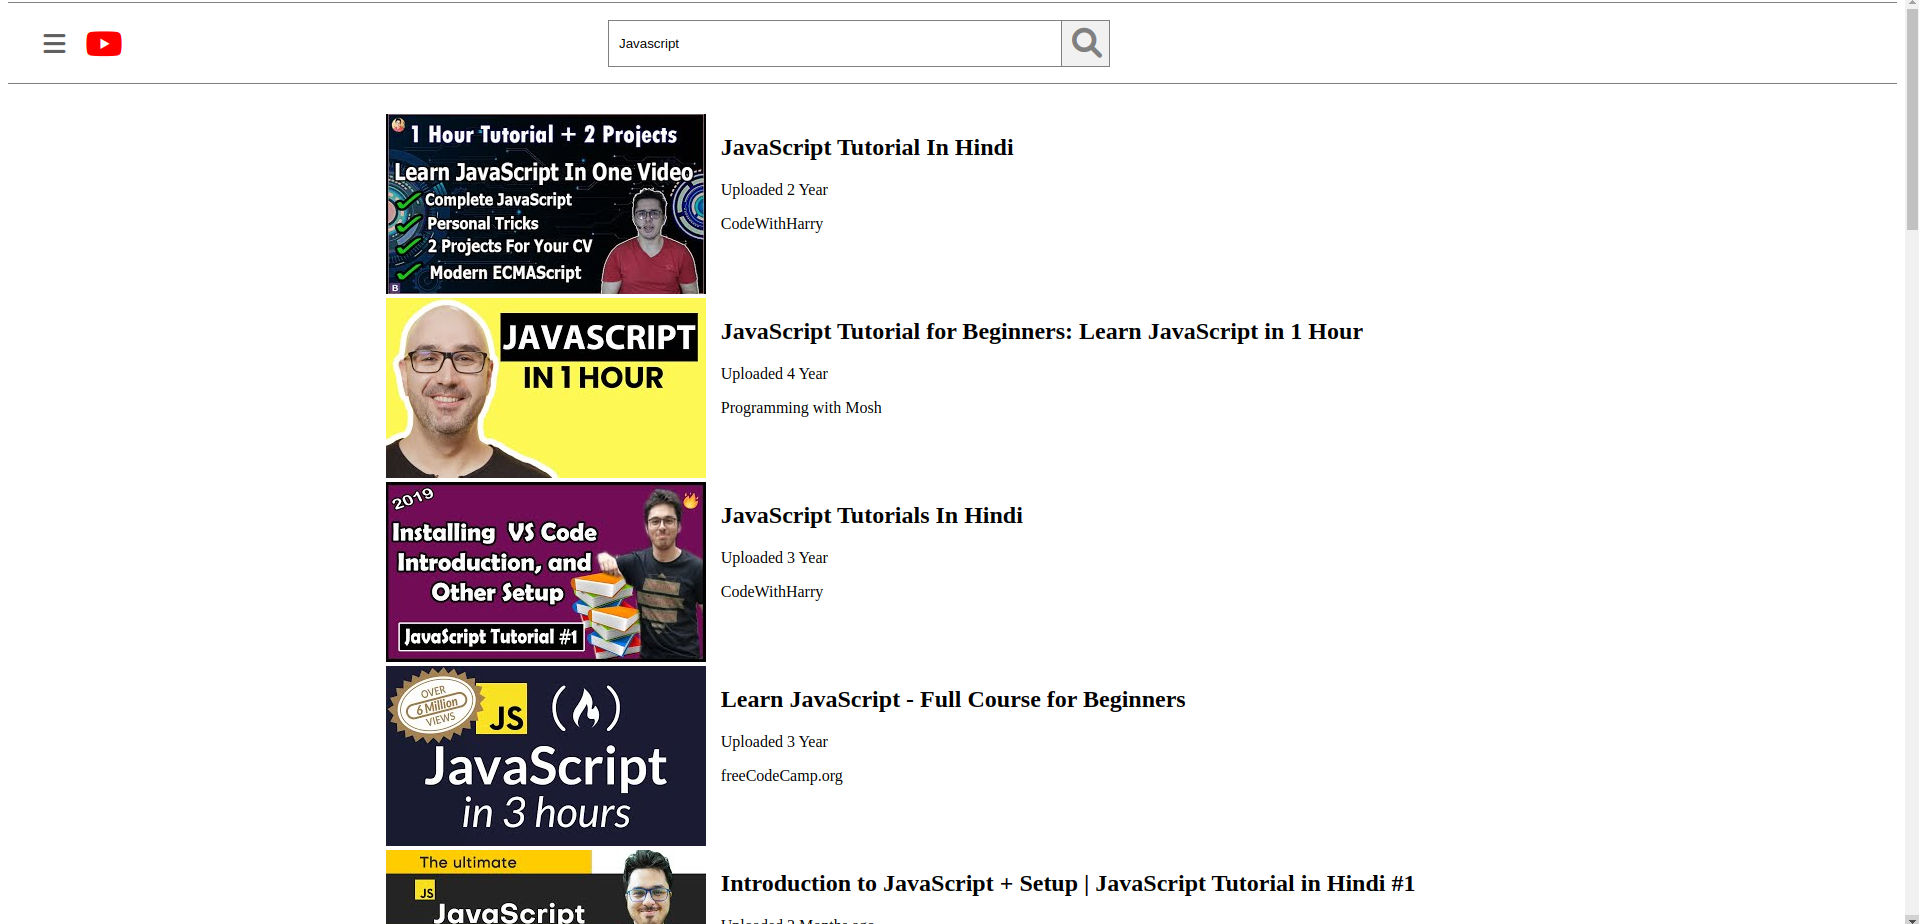 Javascript
1 Hour Tutorial + 2 Projects
Learn JavaScript In One Video
Complete JavaScript
Personal Tricks
2 Projects For Your CV
Modern ECMAScript
B
JavaScript Tutorial In Hindi
Uploaded 2 Year
CodeWithHarry
JAVASCRIPT
IN 1 HOUR
JavaScript Tutorial for Beginners: Learn JavaScript in 1 Hour
Uploaded 4 Year
Programming with Mosh
2019
Installing VS Code
Introduction, and
Other Setup
JavaScript Tutorial #1
JavaScript Tutorials In Hindi
Uploaded 3 Year
CodeWithHarry
OVER
6 Million
VIEWS
JS
JavaScript
in 3 hours
Learn JavaScript - Full Course for Beginners
Uploaded 3 Year
freeCodeCamp.org
The ultimate
JS
JavaScript
Introduction to JavaScript + Setup | JavaScript Tutorial in Hindi #1